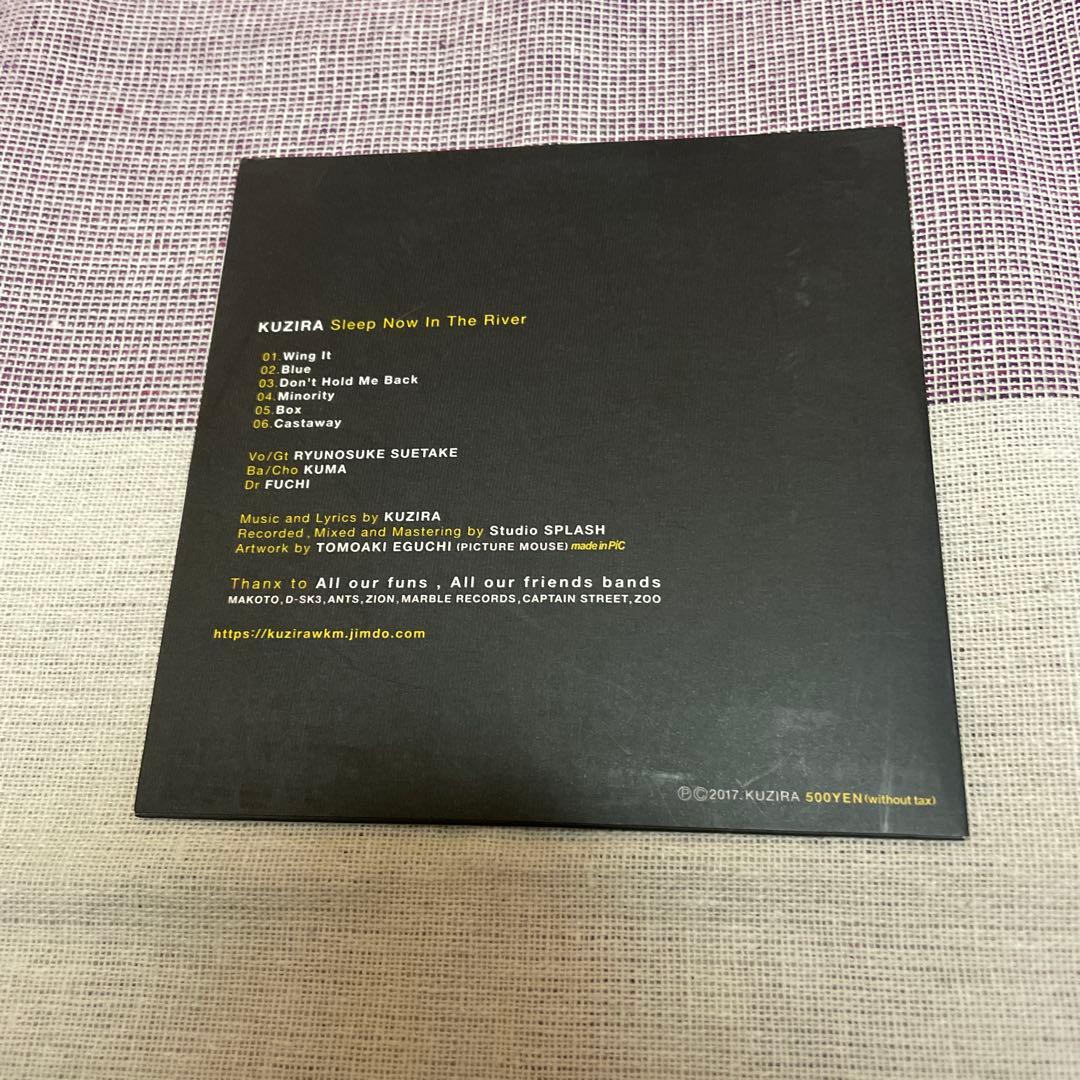 KUZIRA Sleep Now In The River
01.Wing It
02.Blue
03.Don't Hold Me Back
04.Minority
05.Box
06.Castaway
Vo/Gt RYUNOSUKE SUETAKE
Ba/Cho KUMA
Dr FUCHI
Music and Lyrics by KUZIRA
Recorded, Mixed and Mastering by Studio SPLASH
Artwork by TOMOAKI EGUCHI (PICTURE MOUSE) made in PiC
Thanx to All our funs , All our friends bands
MAKOTO, D-SK3, ANTS, ZION, MARBLE RECORDS, CAPTAIN STREET, ZOO
https://kuzirawkm.jimdo.com
Ⓟ©2017. KUZIRA 500YEN (without tax)